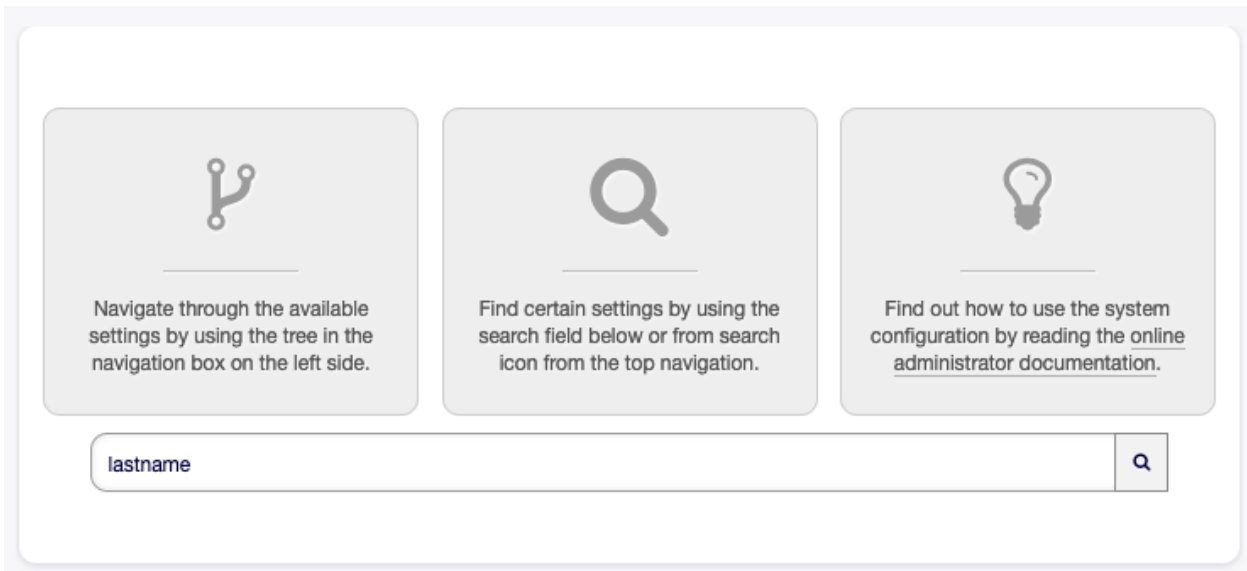 Navigate through the available
settings by using the tree in the
navigation box on the left side.
Find certain settings by using the
search field below or from search
icon from the top navigation.
Find out how to use the system
configuration by reading the online
administrator documentation.
lastname